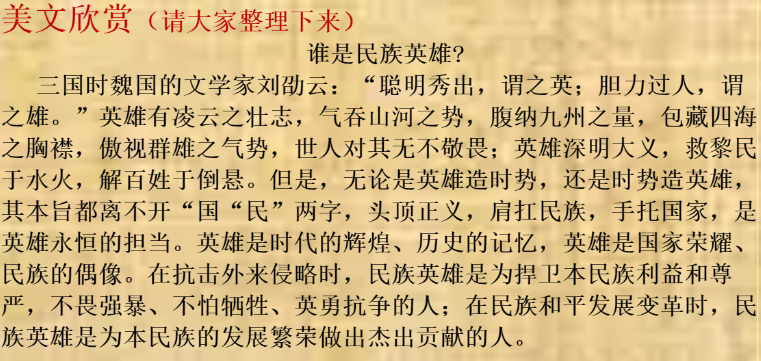 美文欣赏（请大家整理下来）
谁是民族英雄?
三国时魏国的文学家刘劭云：“聪明秀出，谓之英；胆力过人，谓
之雄。”英雄有凌云之壮志，气吞山河之势，腹纳九州之量，包藏四海
之胸襟，傲视群雄之气势，世人对其无不敬畏；英雄深明大义，救黎民
于水火，解百姓于倒悬。但是，无论是英雄造时势，还是时势造英雄，
其本旨都离不开“国“民”两字，头顶正义，肩扛民族，手托国家，是
英雄永恒的担当。英雄是时代的辉煌、历史的记忆，英雄是国家荣耀、
民族的偶像。在抗击外来侵略时，民族英雄是为捍卫本民族利益和尊
严，不畏强暴、不怕牺牲、英勇抗争的人；在民族和平发展变革时，民
族英雄是为本民族的发展繁荣做出杰出贡献的人。